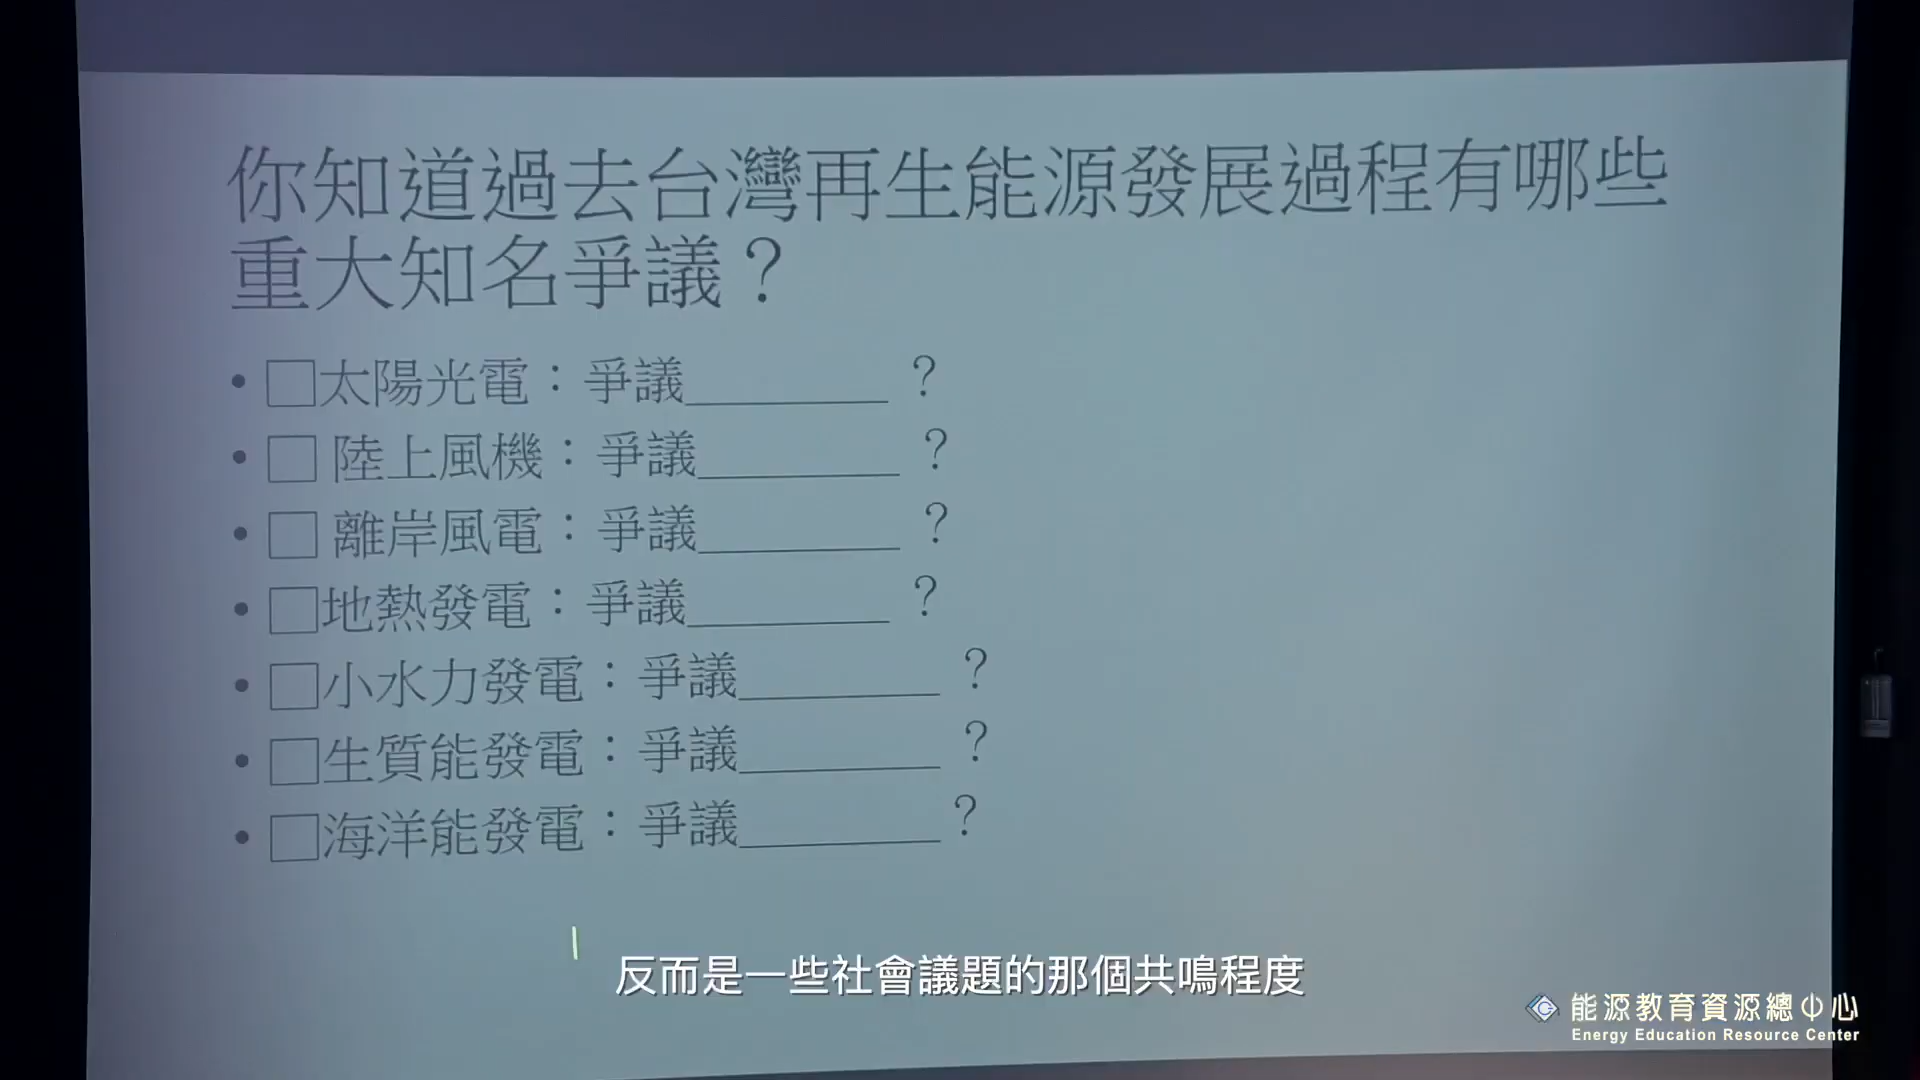 你知道過去台灣再生能源發展過程有哪些
重大知名爭議？
• □太陽光電：爭議________ ？
• □ 陸上風機：爭議________ ？
• □ 離岸風電：爭議________ ？
• □地熱發電：爭議________ ？
• □小水力發電：爭議________ ？
• □生質能發電：爭議________ ？
• □海洋能發電：爭議________ ？
反而是一些社會議題的那個共鳴程度
能源教育資源總中心
Energy Education Resource Center